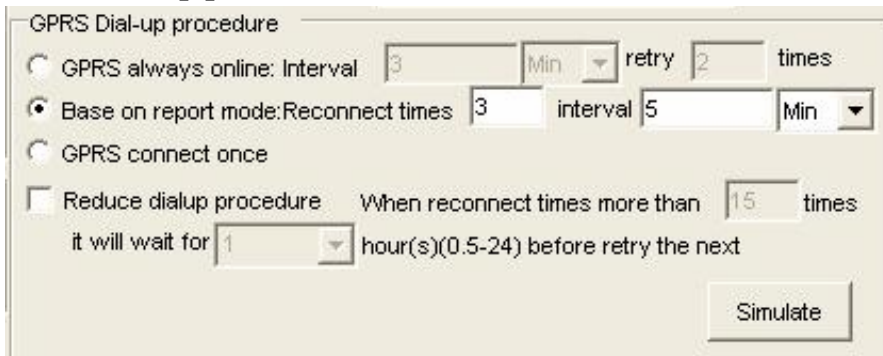 GPRS Dial-up procedure
GPRS always online: Interval 3 Min retry 2 times
Base on report mode:Reconnect times 3 interval 5 Min
GPRS connect once
Reduce dialup procedure When reconnect times more than 15 times
it will wait for 1 hour(s)(0.5-24) before retry the next
Simulate